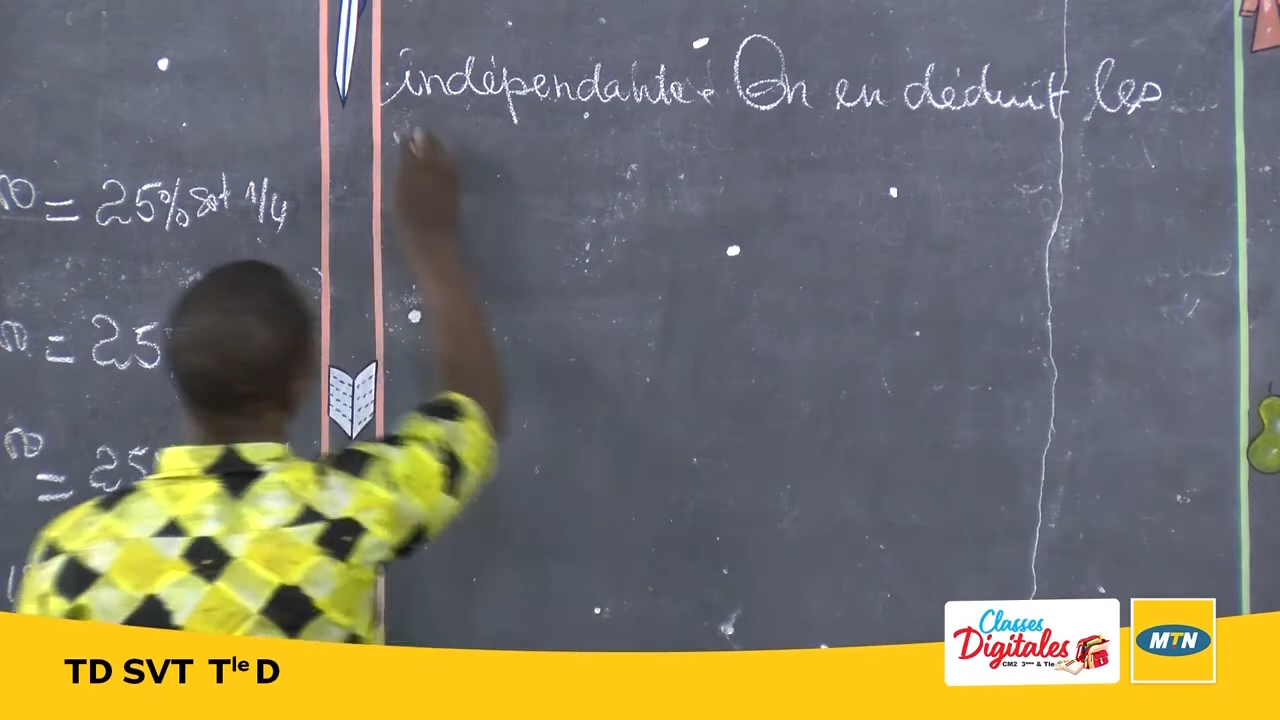 indépendante. On en déduit les
= 25% soit 1/4
= 25
= 25
TD SVT Tle D
Classes
Digitales
CM2 3ème & Tle
MTN